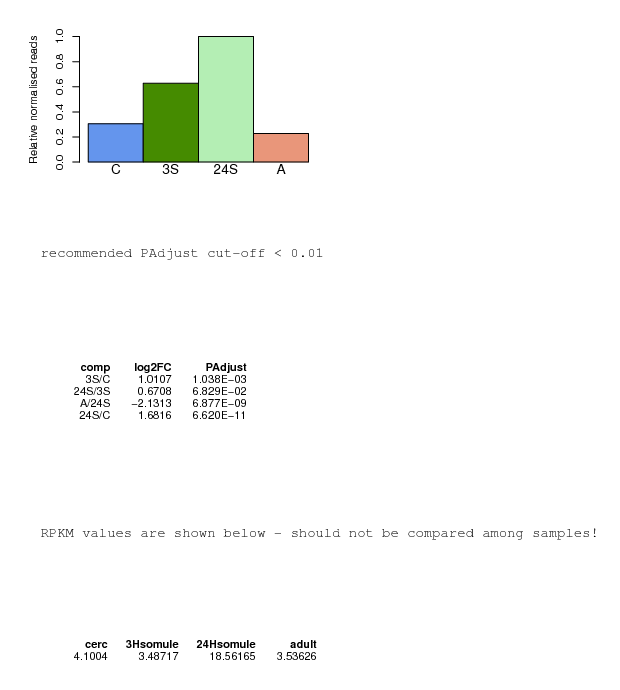 Relative normalised reads
1.0
0.8
0.6
0.4
0.2
0.0
C 3S 24S A
recommended PAdjust cut-off < 0.01
comp log2FC PAdjust
3S/C 1.0107 1.038E−03
24S/3S 0.6708 6.829E−02
A/24S −2.1313 6.877E−09
24S/C 1.6816 6.620E−11
RPKM values are shown below - should not be compared among samples!
cerc 3Hsomule 24Hsomule adult
4.1004 3.48717 18.56165 3.53626